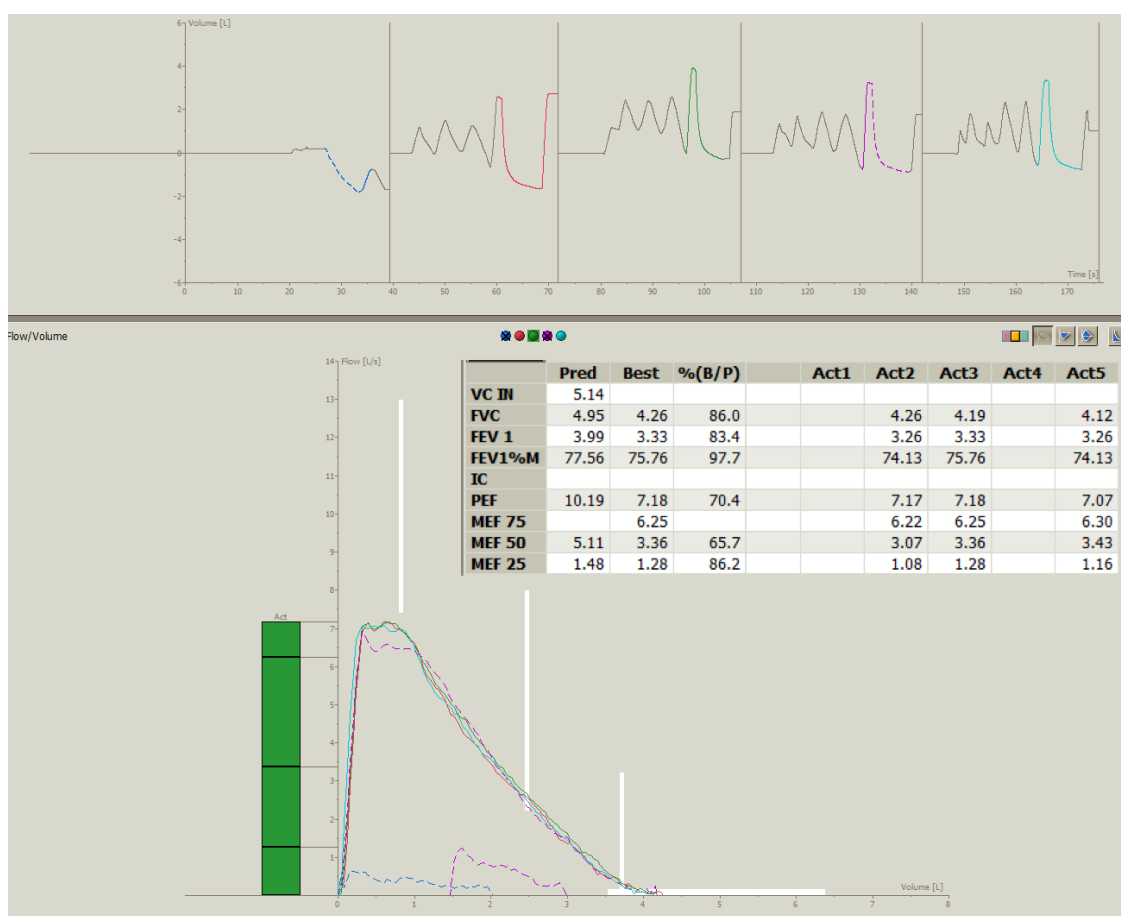 6 Volume [L]
4
2
0
-2
-4
-6
Time [s]
0 10 20 30 40 50 60 70 80 90 100 110 120 130 140 150 160 170
Flow/Volume
14 Flow [L/s]
13
12
11
10
9
8
7
6
5
4
3
2
1
Pred Best %(B/P) Act1 Act2 Act3 Act4 Act5
VC IN 5.14
FVC 4.95 4.26 86.0 4.26 4.19 4.12
FEV 1 3.99 3.33 83.4 3.26 3.33 3.26
FEV1%M 77.56 75.76 97.7 74.13 75.76 74.13
IC
PEF 10.19 7.18 70.4 7.17 7.18 7.07
MEF 75 6.25 6.22 6.25 6.30
MEF 50 5.11 3.36 65.7 3.07 3.36 3.43
MEF 25 1.48 1.28 86.2 1.08 1.28 1.16
Act
Volume [L]
0 1 2 3 4 5 6 7 8